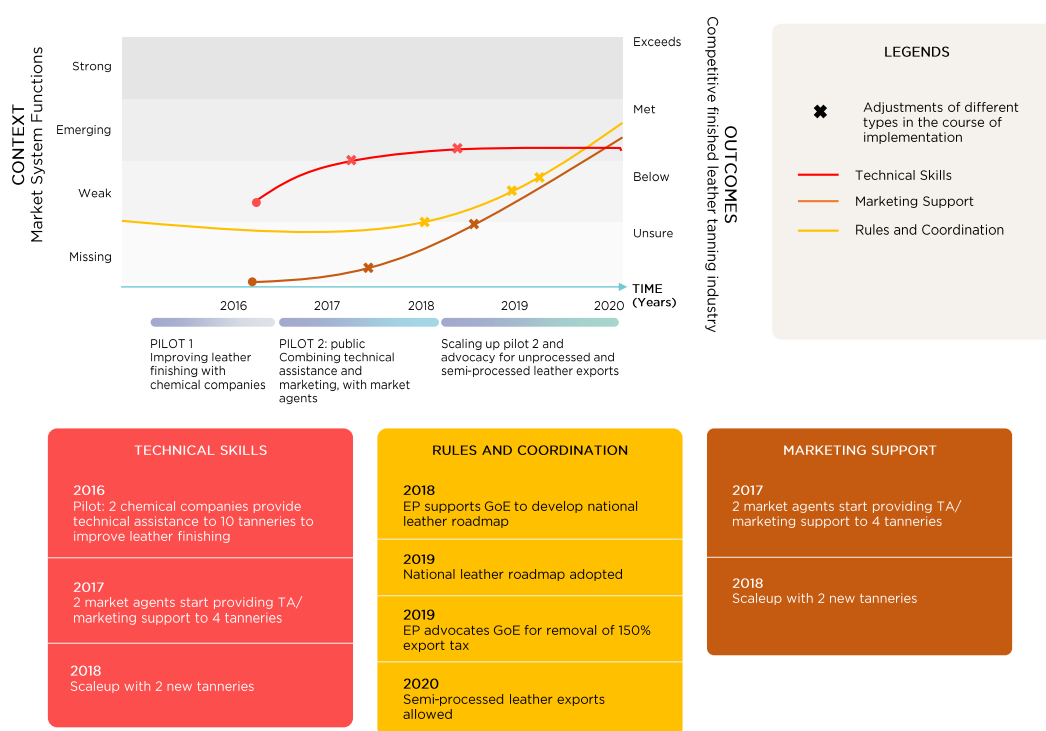 CONTEXT
Market System Functions
Strong
Emerging
Weak
Missing
Exceeds
Met
Below
Unsure
OUTCOMES
Competitive finished leather tanning industry
TIME
(Years)
2016
2017
2018
2019
2020
PILOT 1
Improving leather
finishing with
chemical companies
PILOT 2: public
Combining technical
assistance and
marketing, with market
agents
Scaling up pilot 2 and
advocacy for unprocessed and
semi-processed leather exports
LEGENDS
Adjustments of different
types in the course of
implementation
Technical Skills
Marketing Support
Rules and Coordination
TECHNICAL SKILLS
2016
Pilot: 2 chemical companies provide
technical assistance to 10 tanneries to
improve leather finishing
2017
2 market agents start providing TA/
marketing support to 4 tanneries
2018
Scaleup with 2 new tanneries
RULES AND COORDINATION
2018
EP supports GoE to develop national
leather roadmap
2019
National leather roadmap adopted
2019
EP advocates GoE for removal of 150%
export tax
2020
Semi-processed leather exports
allowed
MARKETING SUPPORT
2017
2 market agents start providing TA/
marketing support to 4 tanneries
2018
Scaleup with 2 new tanneries